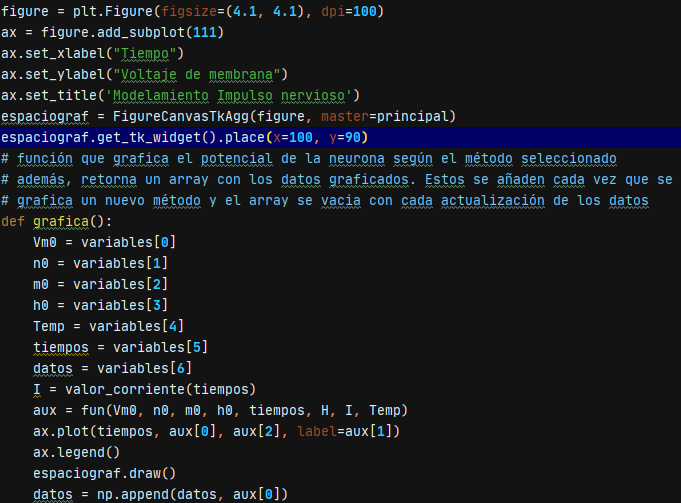 figure = plt.Figure(figsize=(4.1, 4.1), dpi=100)
ax = figure.add_subplot(111)
ax.set_xlabel("Tiempo")
ax.set_ylabel("Voltaje de membrana")
ax.set_title('Modelamiento Impulso nervioso')
espaciograf = FigureCanvasTkAgg(figure, master=principal)
espaciograf.get_tk_widget().place(x=100, y=90)
# función que grafica el potencial de la neurona según el método seleccionado
# además, retorna un array con los datos graficados. Estos se añaden cada vez que se
# grafica un nuevo método y el array se vacia con cada actualización de los datos
def grafica():
    Vm0 = variables[0]
    n0 = variables[1]
    m0 = variables[2]
    h0 = variables[3]
    Temp = variables[4]
    tiempos = variables[5]
    datos = variables[6]
    I = valor_corriente(tiempos)
    aux = fun(Vm0, n0, m0, h0, tiempos, H, I, Temp)
    ax.plot(tiempos, aux[0], aux[2], label=aux[1])
    ax.legend()
    espaciograf.draw()
    datos = np.append(datos, aux[0])